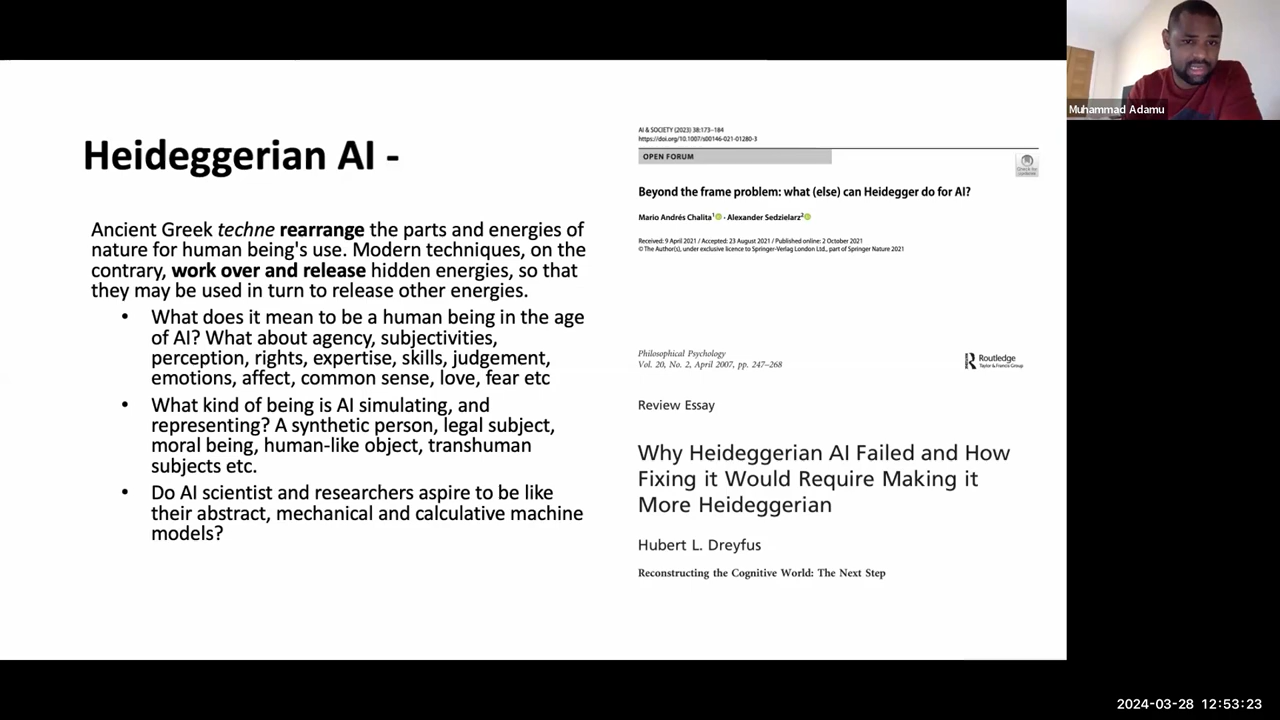 Heideggerian AI -
Ancient Greek techne rearrange the parts and energies of
nature for human being's use. Modern techniques, on the
contrary, work over and release hidden energies, so that
they may be used in turn to release other energies.
• What does it mean to be a human being in the age
of AI? What about agency, subjectivities,
perception, rights, expertise, skills, judgement,
emotions, affect, common sense, love, fear etc
• What kind of being is AI simulating, and
representing? A synthetic person, legal subject,
moral being, human-like object, transhuman
subjects etc.
• Do AI scientist and researchers aspire to be like
their abstract, mechanical and calculative machine
models?
AI & SOCIETY (2023) 38:173–184
https://doi.org/10.1007/s00146-021-01280-3
OPEN FORUM
Check for
updates
Beyond the frame problem: what (else) can Heidegger do for AI?
Mario Andrés Chalita1 · Alexander Sedzielarz2
Received: 9 April 2021 / Accepted: 23 August 2021 / Published online: 2 October 2021
© The Author(s), under exclusive licence to Springer-Verlag London Ltd., part of Springer Nature 2021
Philosophical Psychology
Vol. 20, No. 2, April 2007, pp. 247–268
R Routledge
Taylor & Francis Group
Review Essay
Why Heideggerian AI Failed and How
Fixing it Would Require Making it
More Heideggerian
Hubert L. Dreyfus
Reconstructing the Cognitive World: The Next Step
Muhammad Adamu
2024-03-28 12:53:23